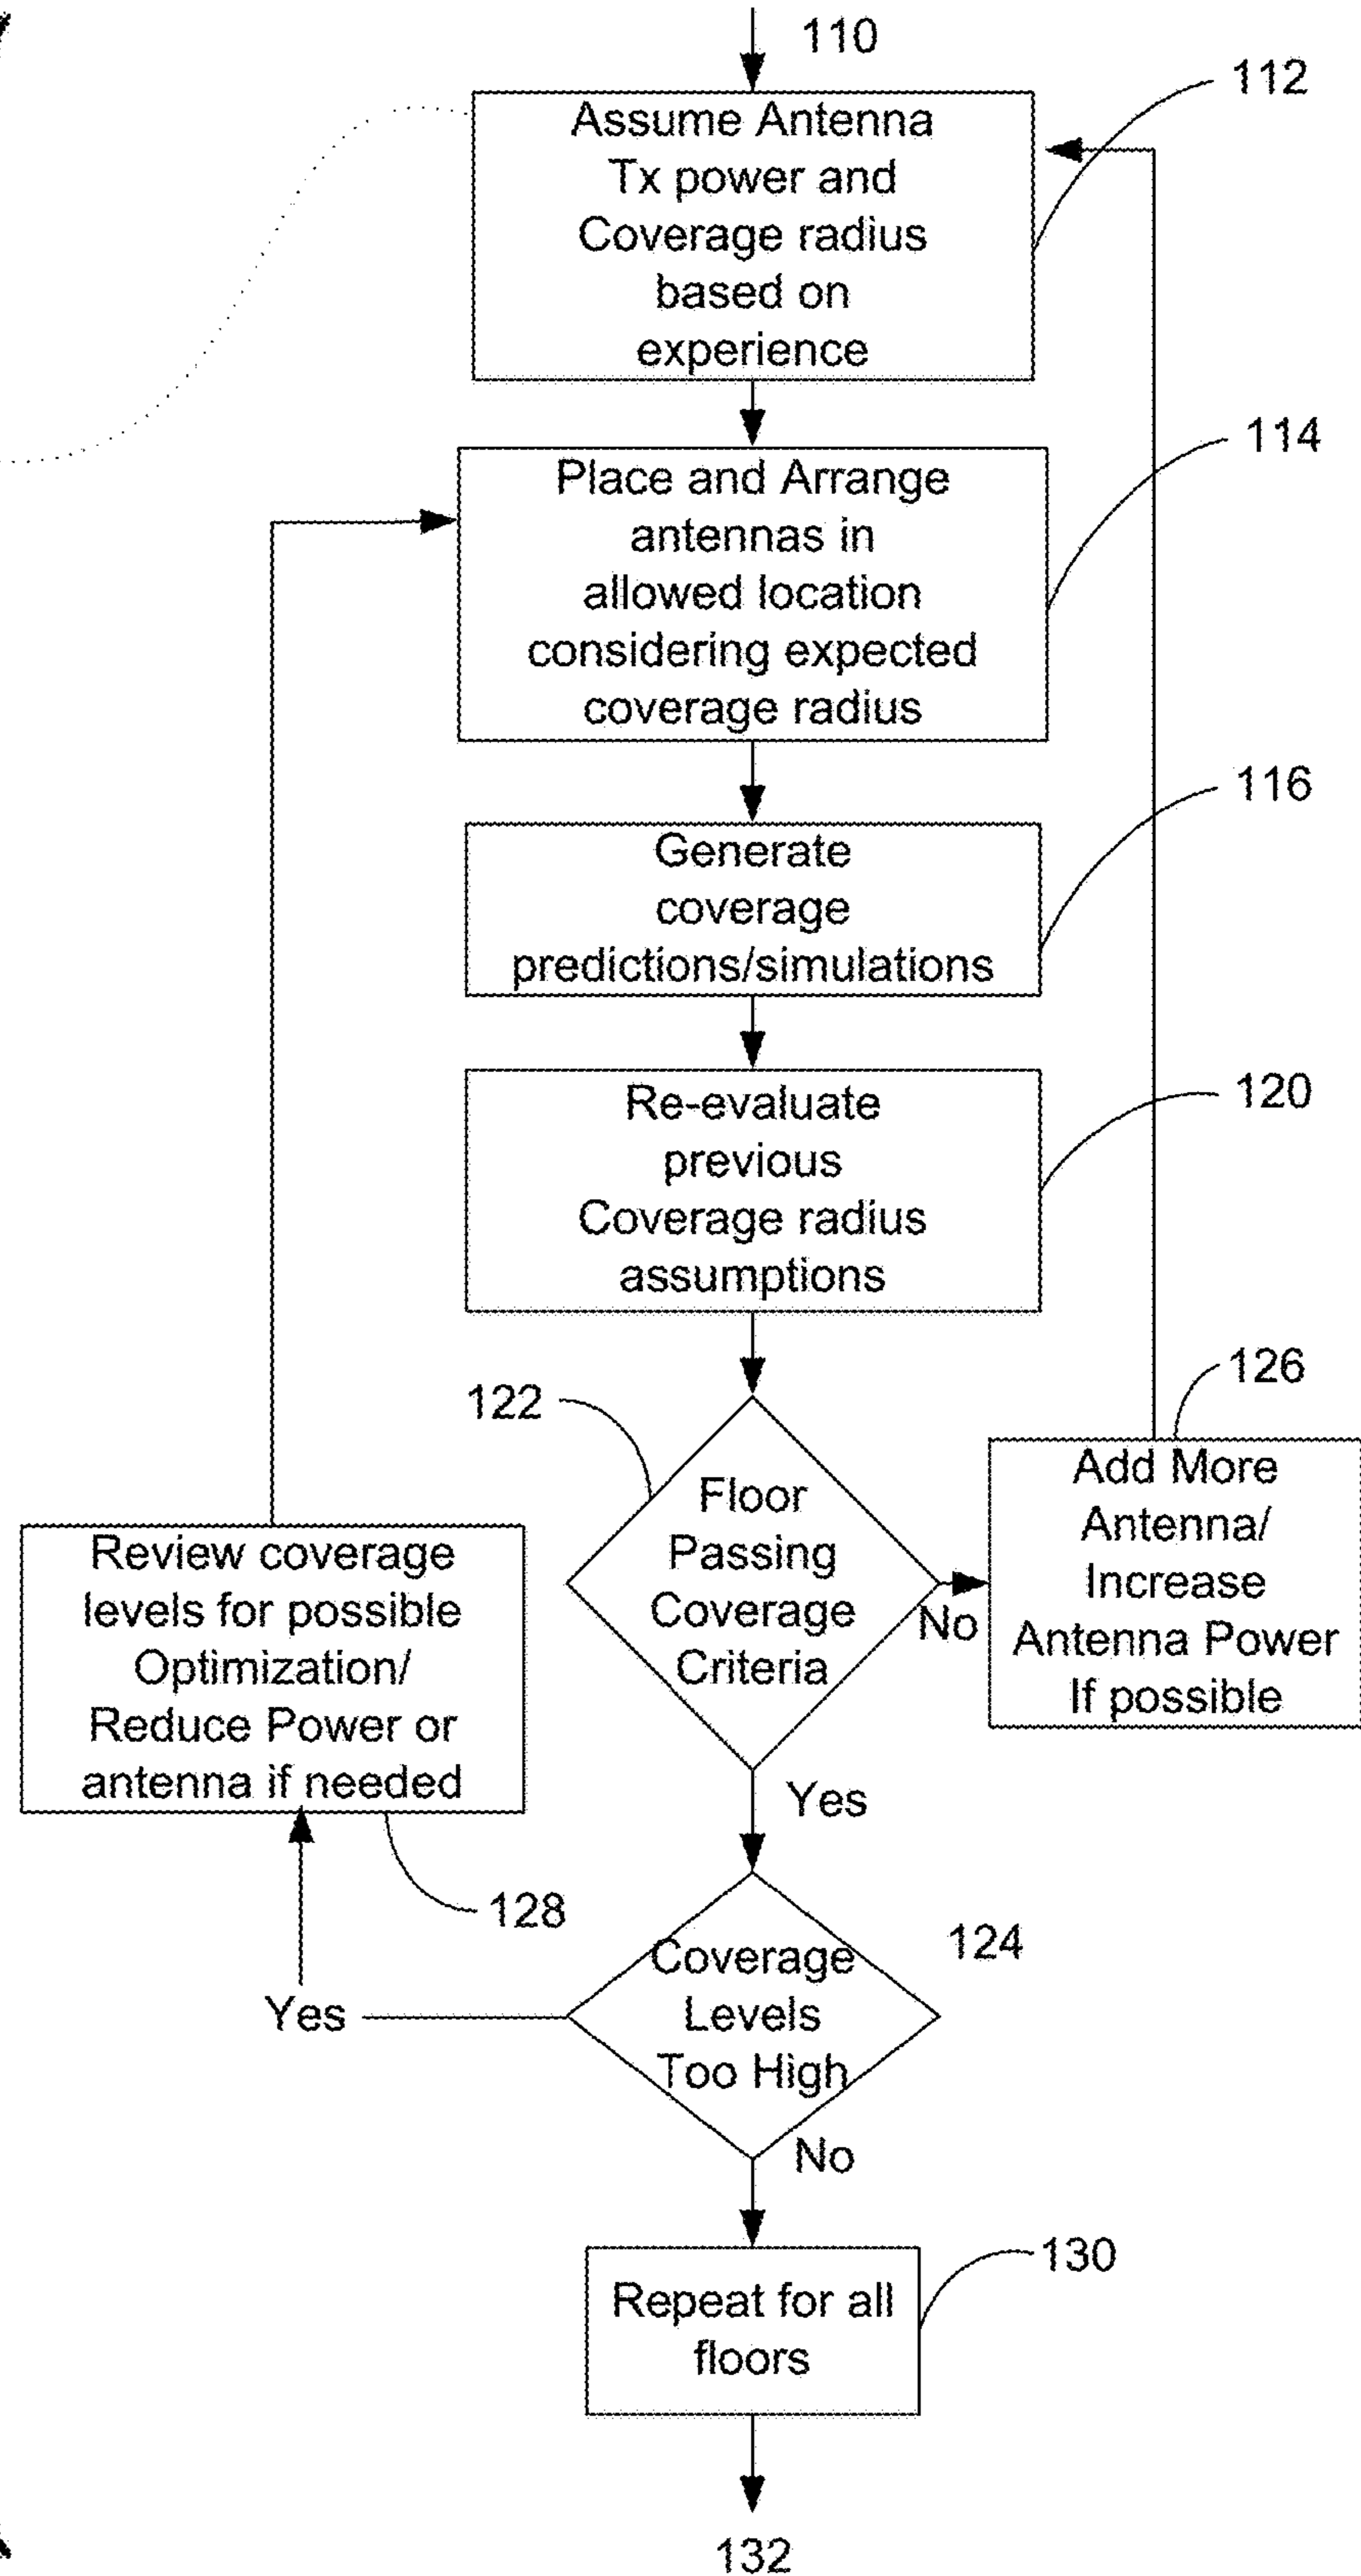 110
112
Assume Antenna
Tx power and
Coverage radius
based on
experience
114
Place and Arrange
antennas in
allowed location
considering expected
coverage radius
116
Generate
coverage
predictions/simulations
120
Re-evaluate
previous
Coverage radius
assumptions
122
126
Floor
Passing
Coverage
Criteria
No
Add More
Antenna/
Increase
Antenna Power
If possible
Review coverage
levels for possible
Optimization/
Reduce Power or
antenna if needed
Yes
128
124
Coverage
Levels
Too High
Yes
No
130
Repeat for all
floors
132